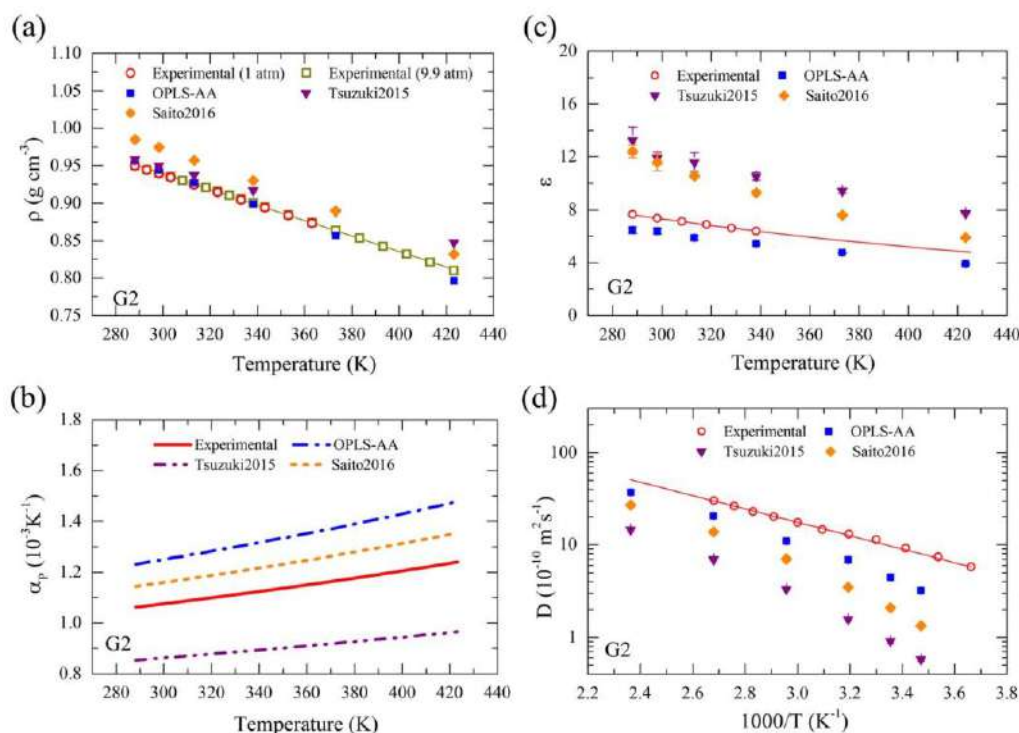 (a)
1.10
1.05
1.00
0.95
0.90
0.85
0.80
0.75
ρ (g cm⁻³)
Experimental (1 atm) Experimental (9.9 atm)
OPLS-AA Tsuzuki2015
Saito2016
G2
280 300 320 340 360 380 400 420 440
Temperature (K)
(c)
20
16
12
8
4
0
ε
Experimental OPLS-AA
Tsuzuki2015 Saito2016
G2
280 300 320 340 360 380 400 420 440
Temperature (K)
(b)
1.8
1.6
1.4
1.2
1.0
0.8
αₚ (10⁻³K⁻¹)
Experimental OPLS-AA
Tsuzuki2015 Saito2016
G2
280 300 320 340 360 380 400 420 440
Temperature (K)
(d)
100
10
1
D (10⁻¹⁰ m²s⁻¹)
Experimental OPLS-AA
Tsuzuki2015 Saito2016
G2
2.2 2.4 2.6 2.8 3.0 3.2 3.4 3.6 3.8
1000/T (K⁻¹)